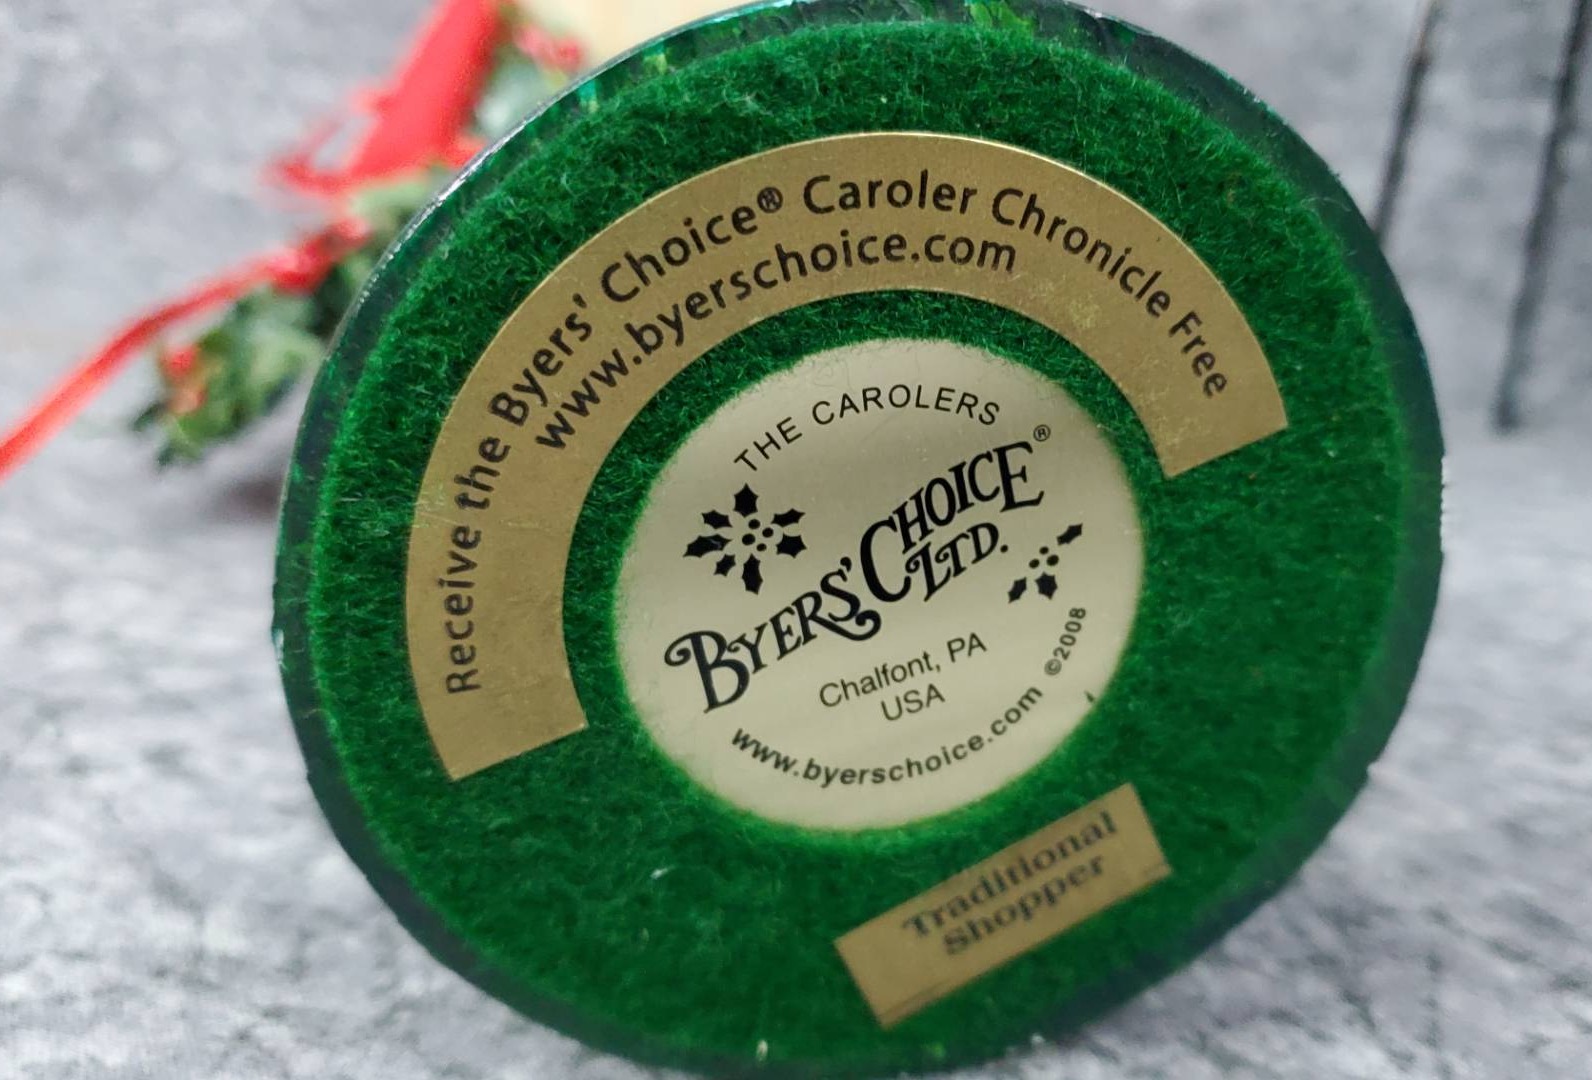 Receive the Byers' Choice® Caroler Chronicle Free
www.byerschoice.com
THE CAROLERS
BYERS' CHOICE®
LTD.
Chalfont, PA
USA
www.byerschoice.com ©2008
Traditional
Shopper